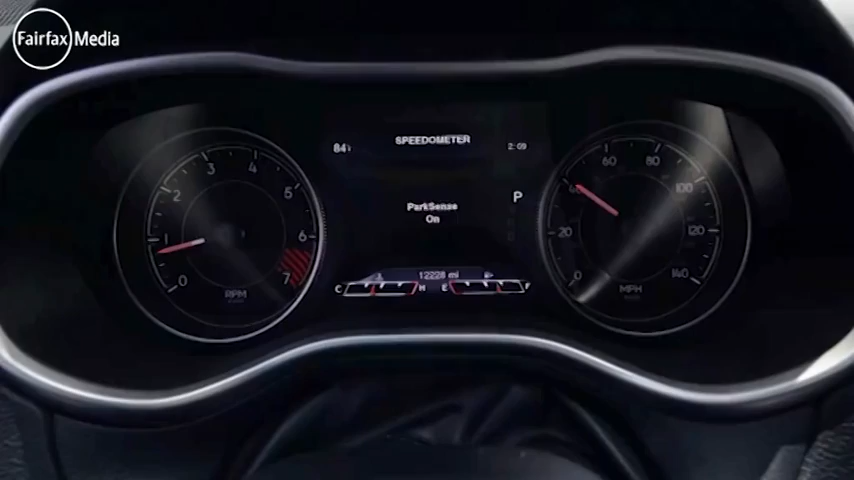 Fairfax Media
84°
SPEEDOMETER
2:09
ParkSense
On
P
12228 mi
C H E F
0 1 2 3 4 5 6 7
RPM
0 20 60 80 100 120 140
MPH